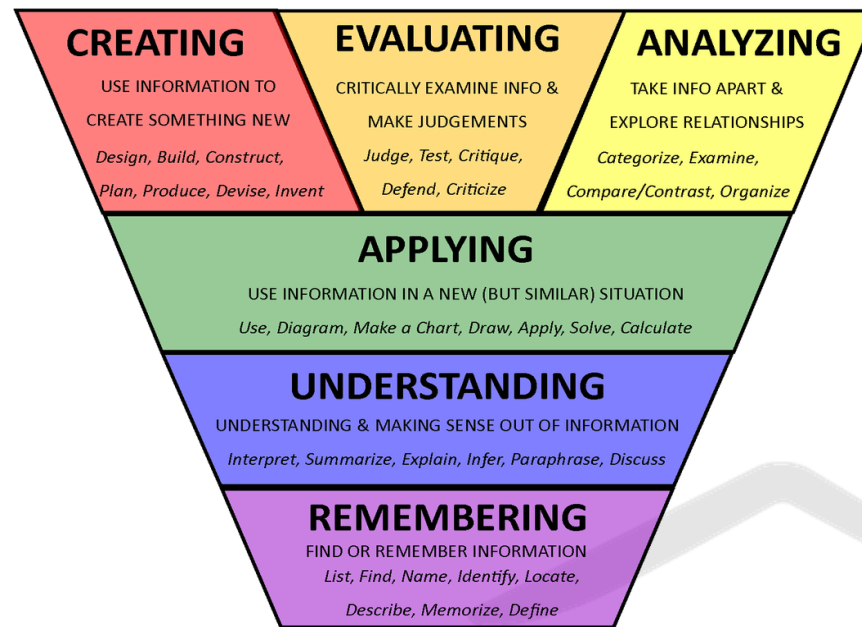 CREATING
USE INFORMATION TO
CREATE SOMETHING NEW
Design, Build, Construct,
Plan, Produce, Devise, Invent
EVALUATING
CRITICALLY EXAMINE INFO &
MAKE JUDGEMENTS
Judge, Test, Critique,
Defend, Criticize
ANALYZING
TAKE INFO APART &
EXPLORE RELATIONSHIPS
Categorize, Examine,
Compare/Contrast, Organize
APPLYING
USE INFORMATION IN A NEW (BUT SIMILAR) SITUATION
Use, Diagram, Make a Chart, Draw, Apply, Solve, Calculate
UNDERSTANDING
UNDERSTANDING & MAKING SENSE OUT OF INFORMATION
Interpret, Summarize, Explain, Infer, Paraphrase, Discuss
REMEMBERING
FIND OR REMEMBER INFORMATION
List, Find, Name, Identify, Locate,
Describe, Memorize, Define